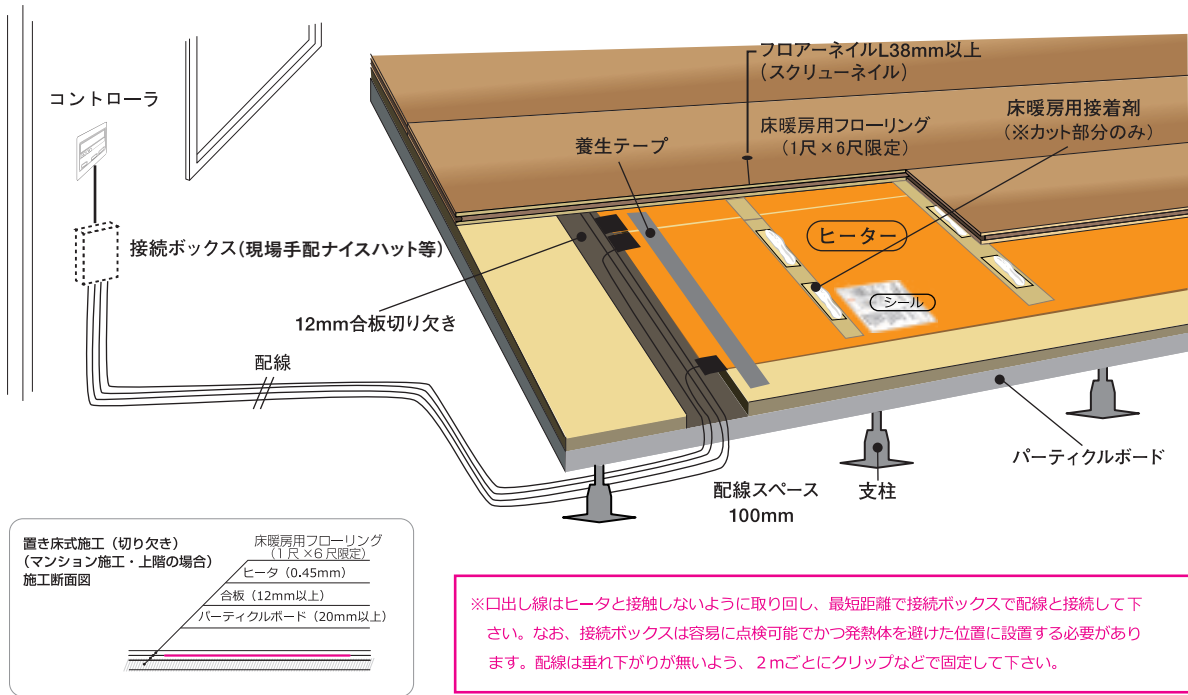 フロアーネイルL38mm以上
（スクリューネイル）
コントローラ
床暖房用接着剤
（※カット部分のみ）
床暖房用フローリング
（1尺×6尺限定）
養生テープ
ヒーター
接続ボックス（現場手配ナイスハット等）
シール
12mm合板切り欠き
配線
パーティクルボード
配線スペース
100mm
支柱
置き床式施工（切り欠き）
（マンション施工・上階の場合）
施工断面図
床暖房用フローリング
（1尺×6尺限定）
ヒータ（0.45mm）
合板（12mm以上）
パーティクルボード（20mm以上）
※口出し線はヒータと接触しないように取り回し、最短距離で接続ボックスで配線と接続して下
さい。なお、接続ボックスは容易に点検可能でかつ発熱体を避けた位置に設置する必要があり
ます。配線は垂れ下がりが無いよう、２ｍごとにクリップなどで固定して下さい。